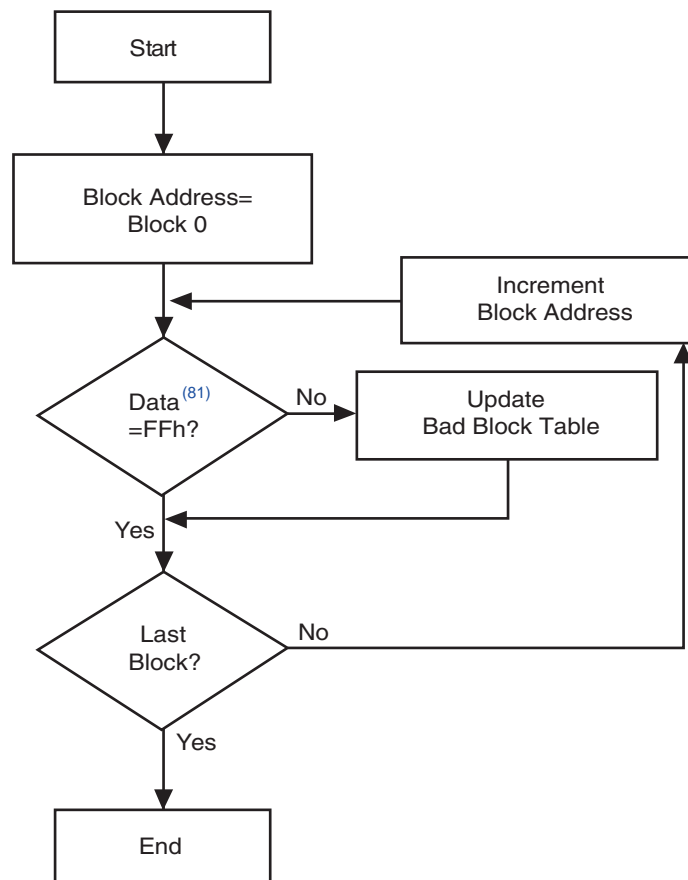 Start
Block Address=
Block 0
Increment
Block Address
Data(81)
=FFh?
No
Update
Bad Block Table
Yes
Last
Block?
No
Yes
End